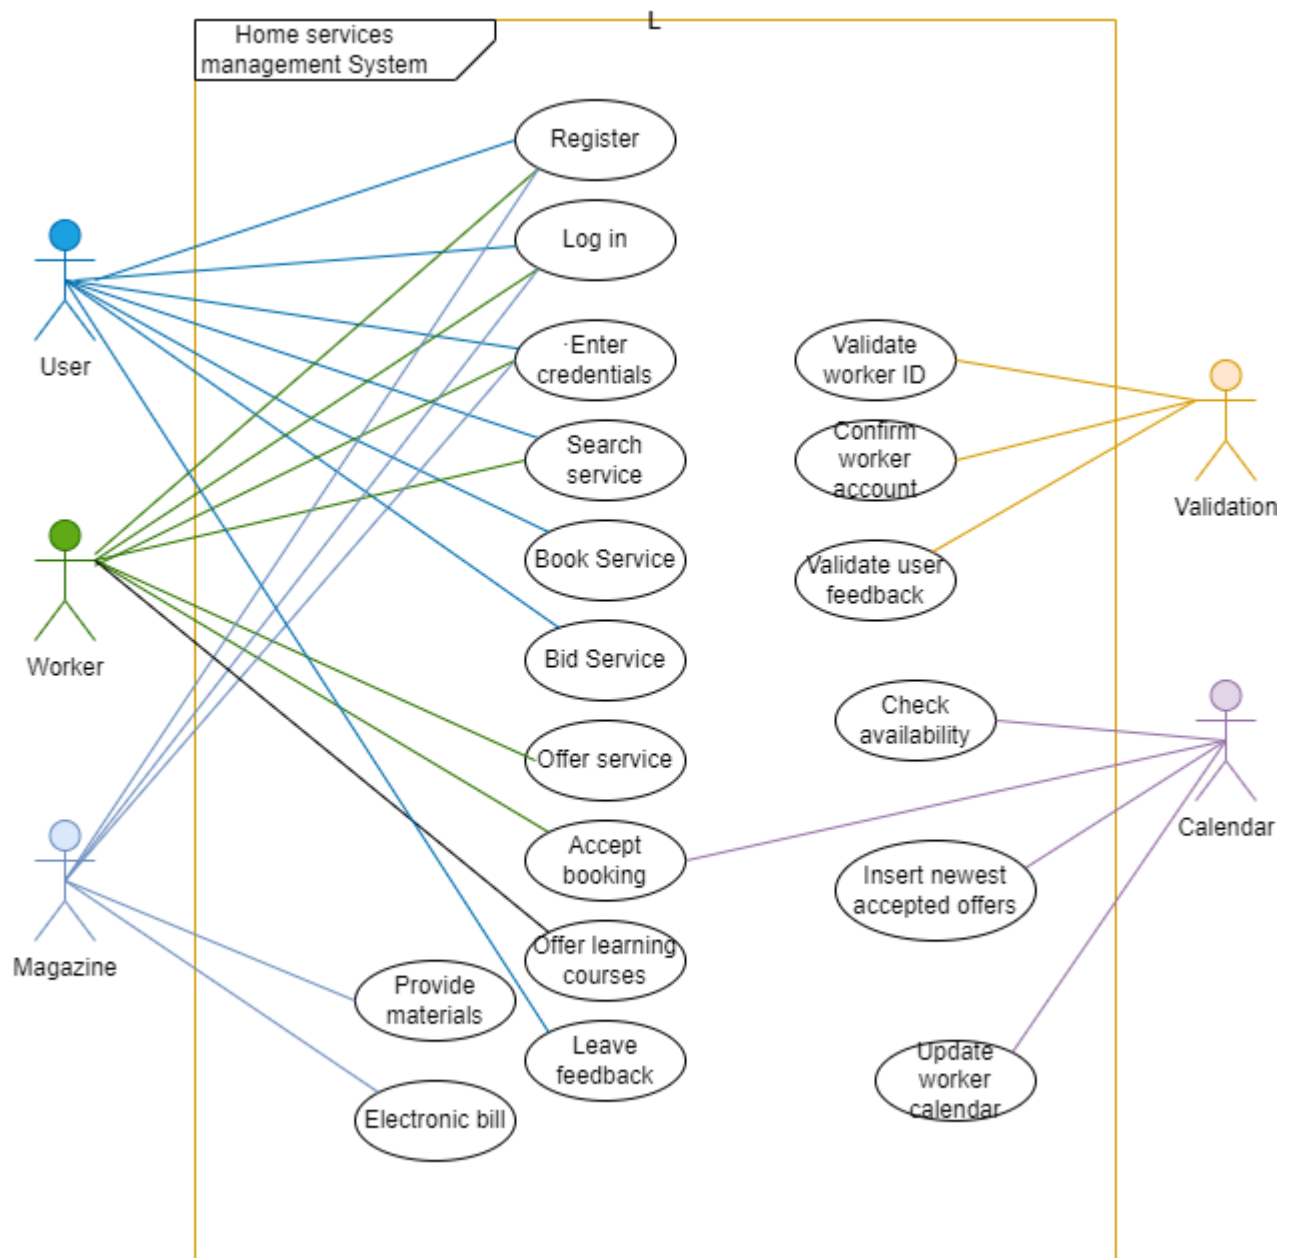 L
Home services
management System
Register
Log in
User
·Enter
credentials
Validate
worker ID
Search
service
Confirm
worker
account
Validation
Book Service
Validate user
feedback
Worker
Bid Service
Check
availability
Offer service
Calendar
Accept
booking
Insert newest
accepted offers
Magazine
Offer learning
courses
Provide
materials
Leave
feedback
Update
worker
calendar
Electronic bill